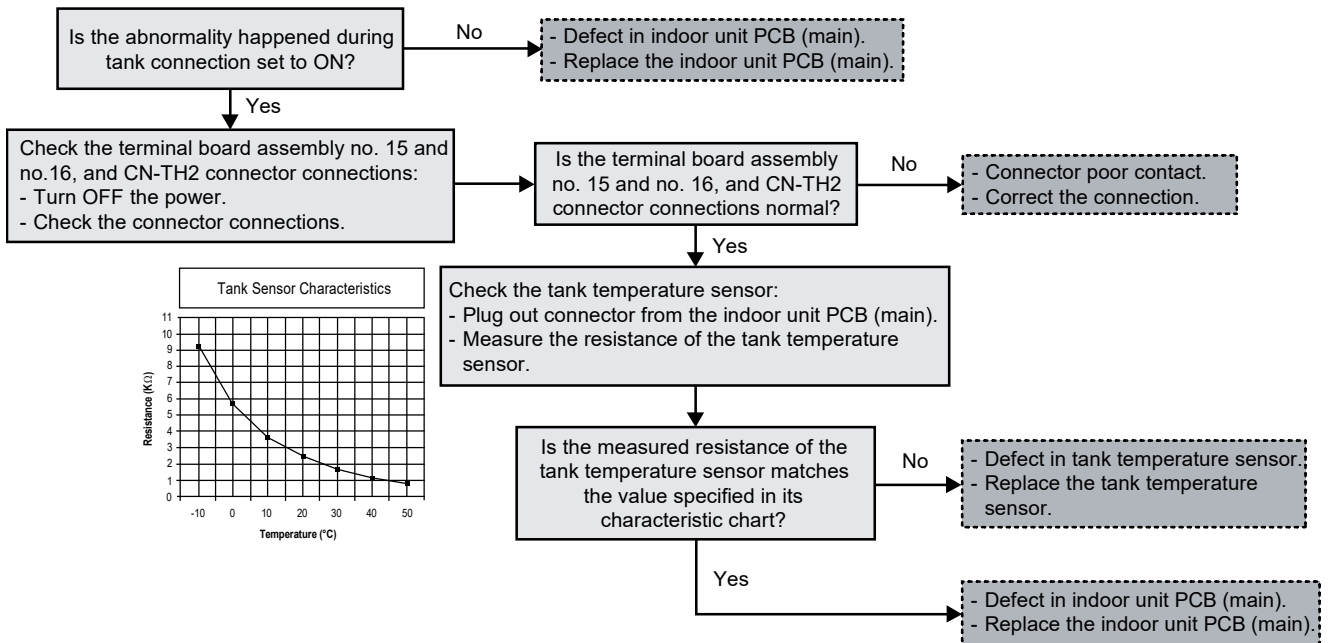 Is the abnormality happened during
tank connection set to ON?
No
- Defect in indoor unit PCB (main).
- Replace the indoor unit PCB (main).
Yes
Check the terminal board assembly no. 15 and
no.16, and CN-TH2 connector connections:
- Turn OFF the power.
- Check the connector connections.
Is the terminal board assembly
no. 15 and no. 16, and CN-TH2
connector connections normal?
No
- Connector poor contact.
- Correct the connection.
Yes
Check the tank temperature sensor:
- Plug out connector from the indoor unit PCB (main).
- Measure the resistance of the tank temperature
sensor.
Tank Sensor Characteristics
Resistance (KΩ)
11
10
9
8
7
6
5
4
3
2
1
0
-10 0 10 20 30 40 50
Temperature (°C)
Is the measured resistance of the
tank temperature sensor matches
the value specified in its
characteristic chart?
No
- Defect in tank temperature sensor.
- Replace the tank temperature
sensor.
Yes
- Defect in indoor unit PCB (main).
- Replace the indoor unit PCB (main).